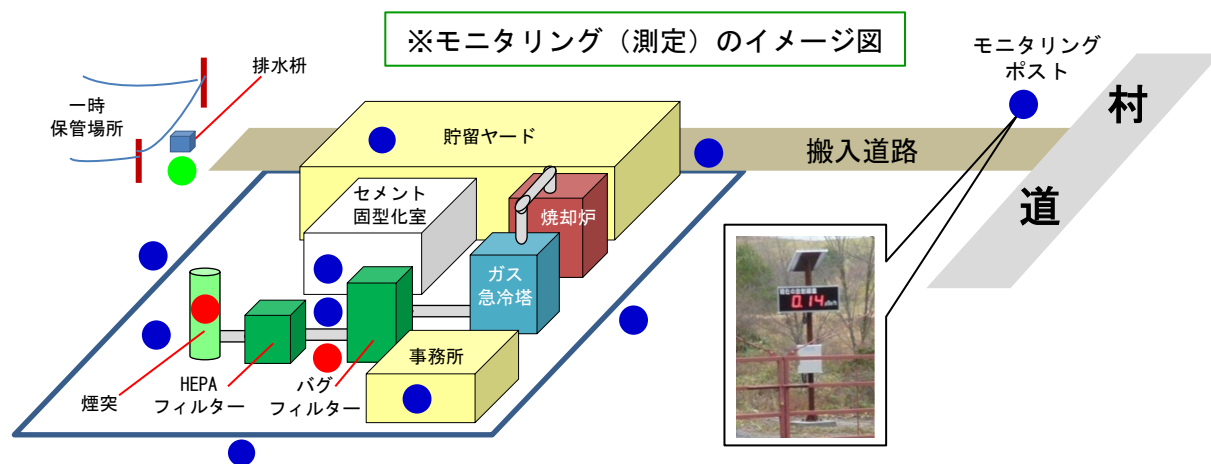 ※モニタリング（測定）のイメージ図
モニタリング
ポスト
排水枡
一時
保管場所
村
道
貯留ヤード
搬入道路
セメント
固型化室
焼却炉
ガス
急冷塔
0.14
事務所
煙突
HEPA
フィルター
バグ
フィルター